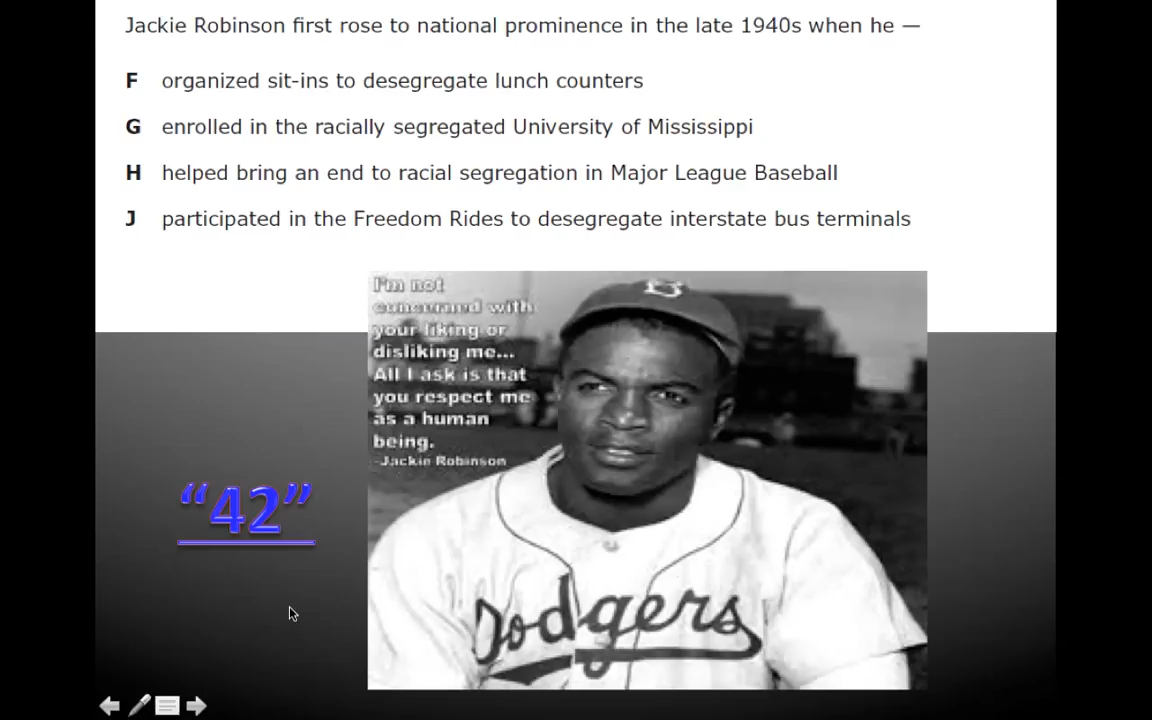 Jackie Robinson first rose to national prominence in the late 1940s when he —
F organized sit-ins to desegregate lunch counters
G enrolled in the racially segregated University of Mississippi
H helped bring an end to racial segregation in Major League Baseball
J participated in the Freedom Rides to desegregate interstate bus terminals
I'm not
concerned with
your liking or
disliking me...
All I ask is that
you respect me
as a human
being.
-Jackie Robinson
B
“42”
Dodgers